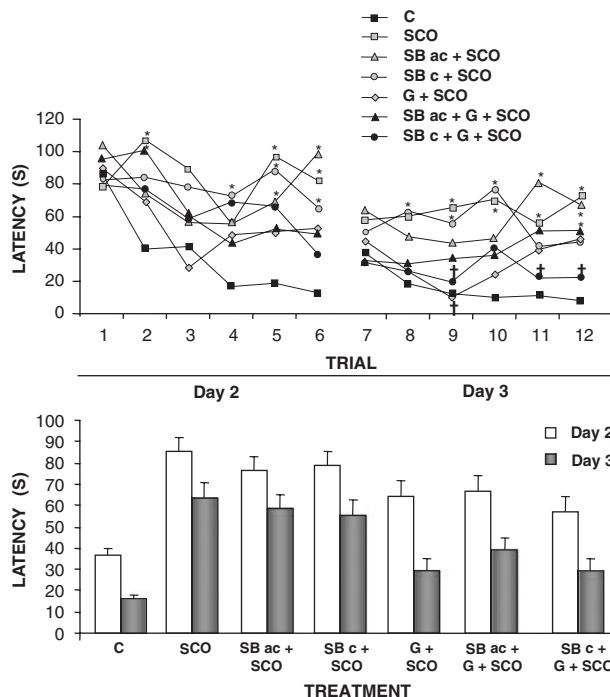 C
SCO
SB ac + SCO
SB c + SCO
G + SCO
SB ac + G + SCO
SB c + G + SCO
LATENCY (S)
120
100
80
60
40
20
0
* * * * * * * * * *
* * * * * * * * * * *
† † † †
1 2 3 4 5 6 7 8 9 10 11 12
TRIAL
Day 2 Day 3
LATENCY (S)
100
90
80
70
60
50
40
30
20
10
0
Day 2
Day 3
C SCO SB ac + SCO SB c + SCO G + SCO SB ac + G + SCO SB c + G + SCO
TREATMENT